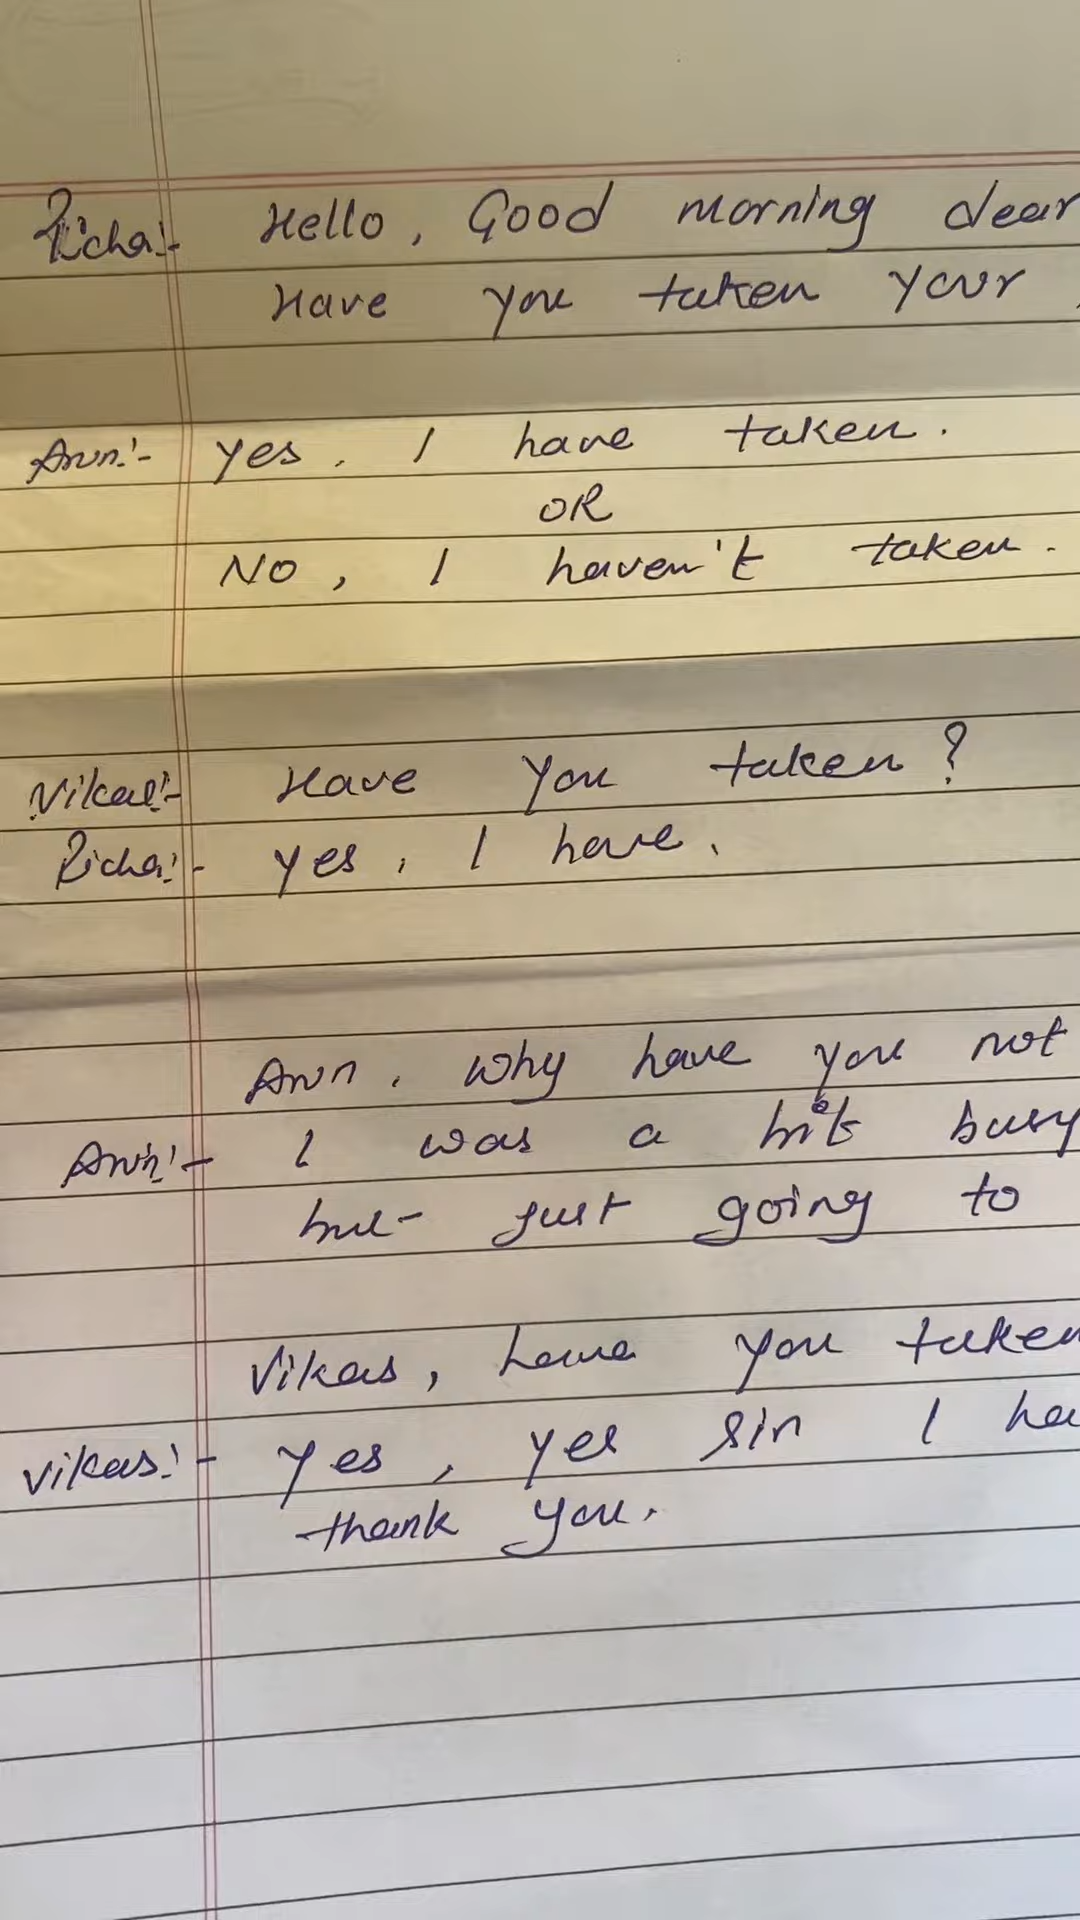 Richa:- Hello, Good morning dear
Have you taken your
Arun:- Yes, I have taken.
OR
No, I haven't taken.
Vikas:- Have you taken?
Richa:- Yes, I have.
Arun, why have you not
Arun:- I was a bit busy
but just going to
Vikas, have you taken
Vikas:- Yes, yes sir I ha
thank you.